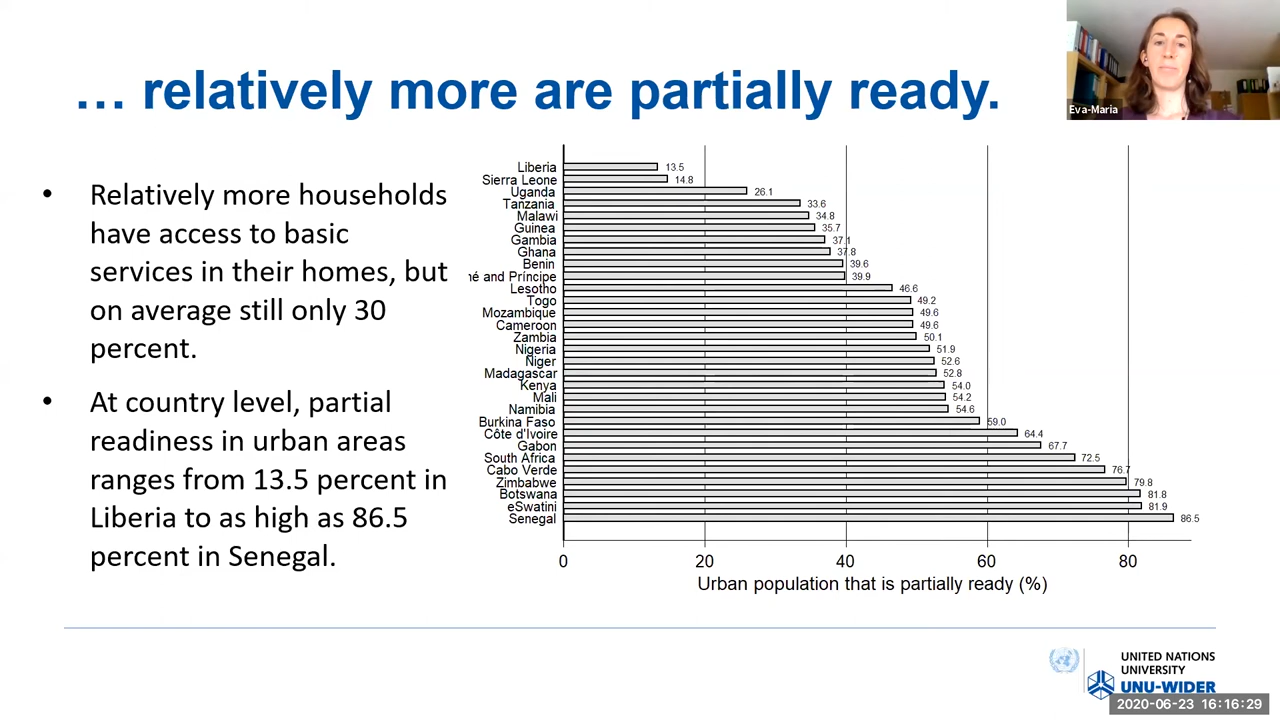 … relatively more are partially ready.
Eva-Maria
• Relatively more households
have access to basic
services in their homes, but
on average still only 30
percent.
• At country level, partial
readiness in urban areas
ranges from 13.5 percent in
Liberia to as high as 86.5
percent in Senegal.
Liberia 13.5
Sierra Leone 14.8
Uganda 26.1
Tanzania 33.6
Malawi 34.8
Guinea 35.7
Gambia 37.1
Ghana 37.8
Benin 39.6
né and Príncipe 39.9
Lesotho 46.6
Togo 49.2
Mozambique 49.6
Cameroon 49.6
Zambia 50.1
Nigeria 51.9
Niger 52.6
Madagascar 52.8
Kenya 54.0
Mali 54.2
Namibia 54.6
Burkina Faso 59.0
Côte d'Ivoire 64.4
Gabon 67.7
South Africa 72.5
Cabo Verde 76.7
Zimbabwe 79.8
Botswana 81.8
eSwatini 81.9
Senegal 86.5
0 20 40 60 80
Urban population that is partially ready (%)
UNITED NATIONS
UNIVERSITY
UNU-WIDER
2020-06-23 16:16:29